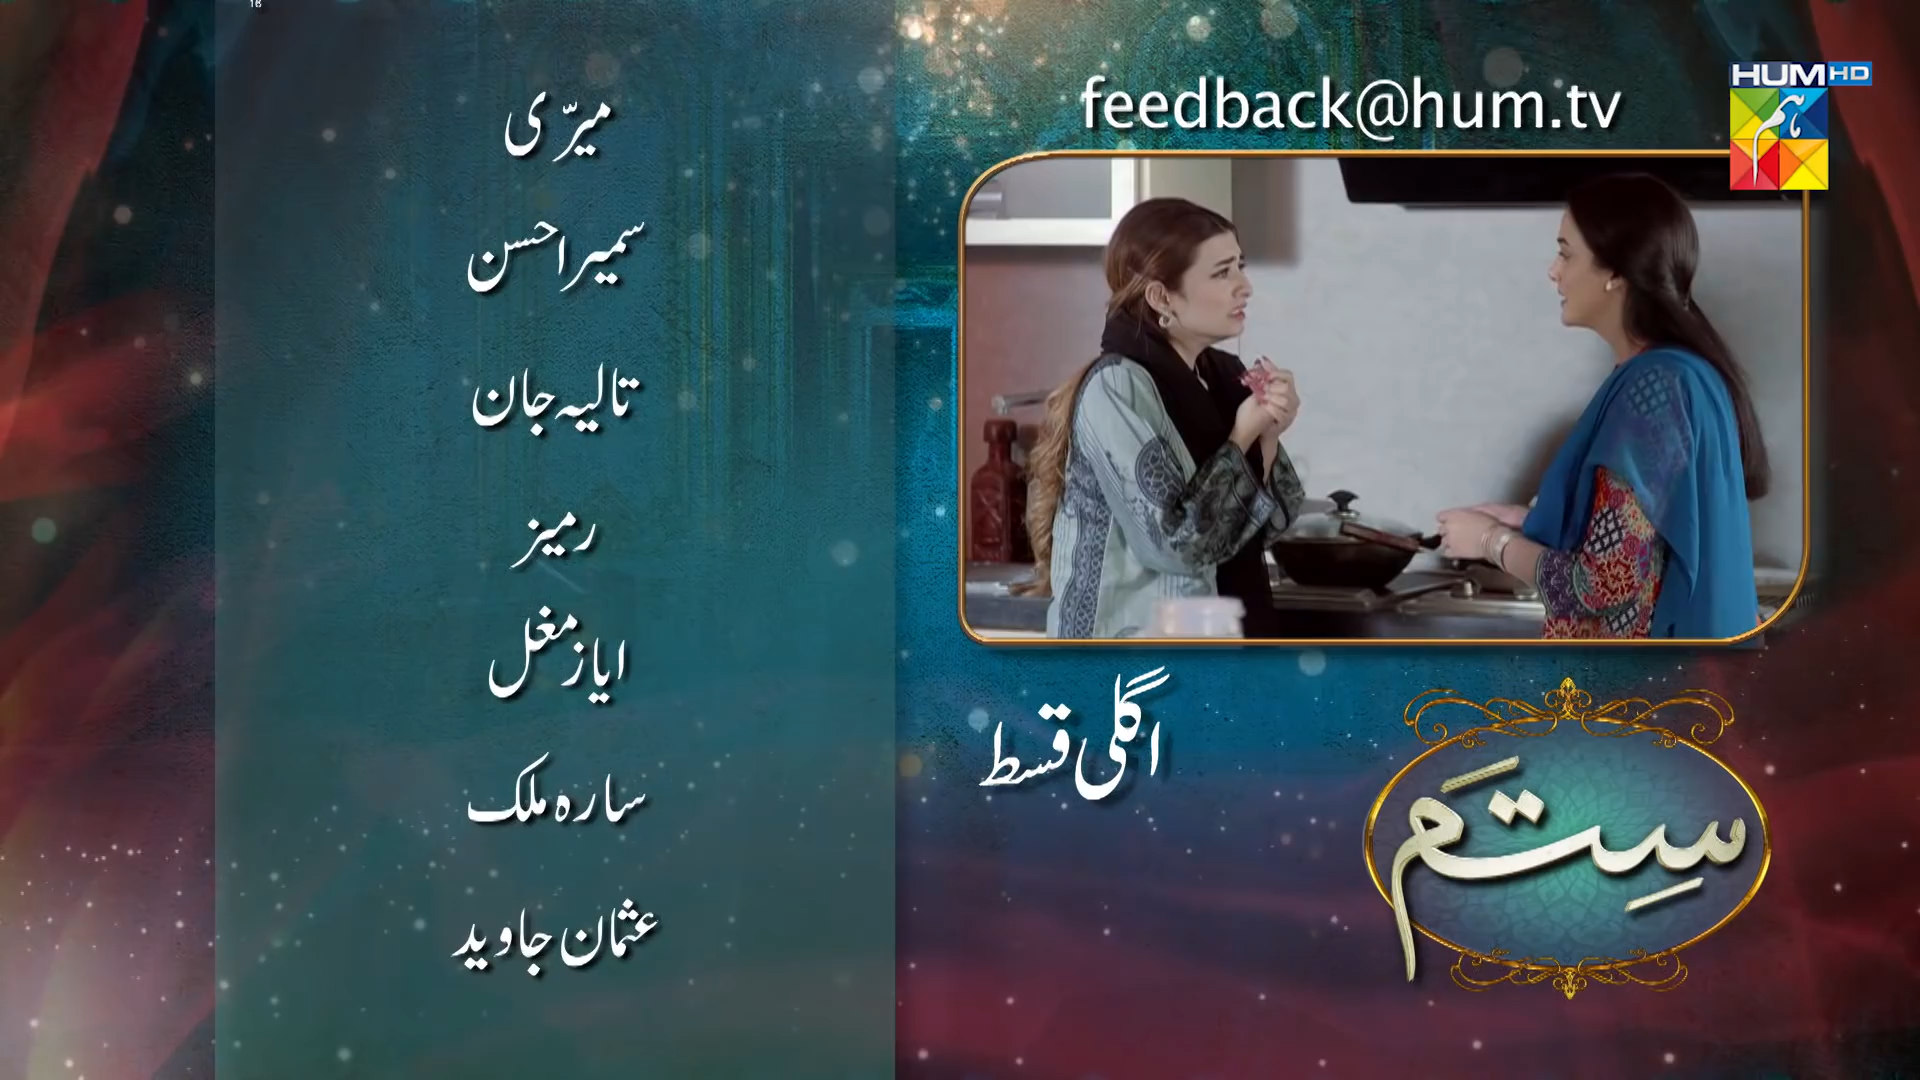 16
میرّی
سمیرا حسن
تالیہ جان
رمیز
ایاز مغل
سارہ ملک
عثمان جاوید
feedback@hum.tv
HUM HD
ہم
اگلی قسط
سِتَم